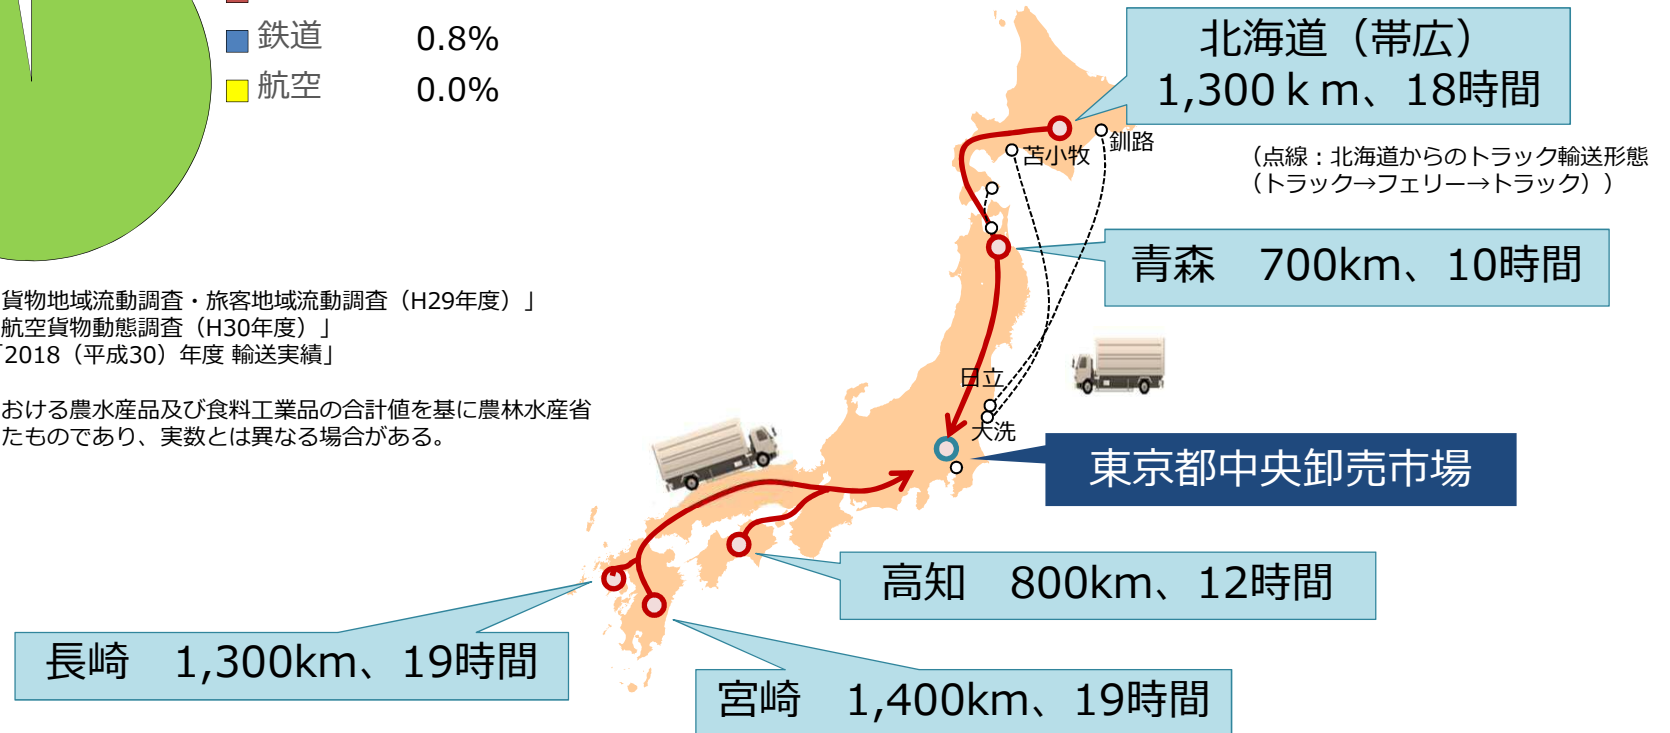 鉄道 0.8%
航空 0.0%
貨物地域流動調査・旅客地域流動調査（H29年度）」
航空貨物動態調査（H30年度）」
「2018（平成30）年度 輸送実績」
おける農水産品及び食料工業品の合計値を基に農林水産省
たものであり、実数とは異なる場合がある。
北海道（帯広）
1,300ｋｍ、18時間
釧路
苫小牧
（点線：北海道からのトラック輸送形態
（トラック→フェリー→トラック））
青森　700km、10時間
日立
大洗
東京都中央卸売市場
高知　800km、12時間
長崎　1,300km、19時間
宮崎　1,400km、19時間